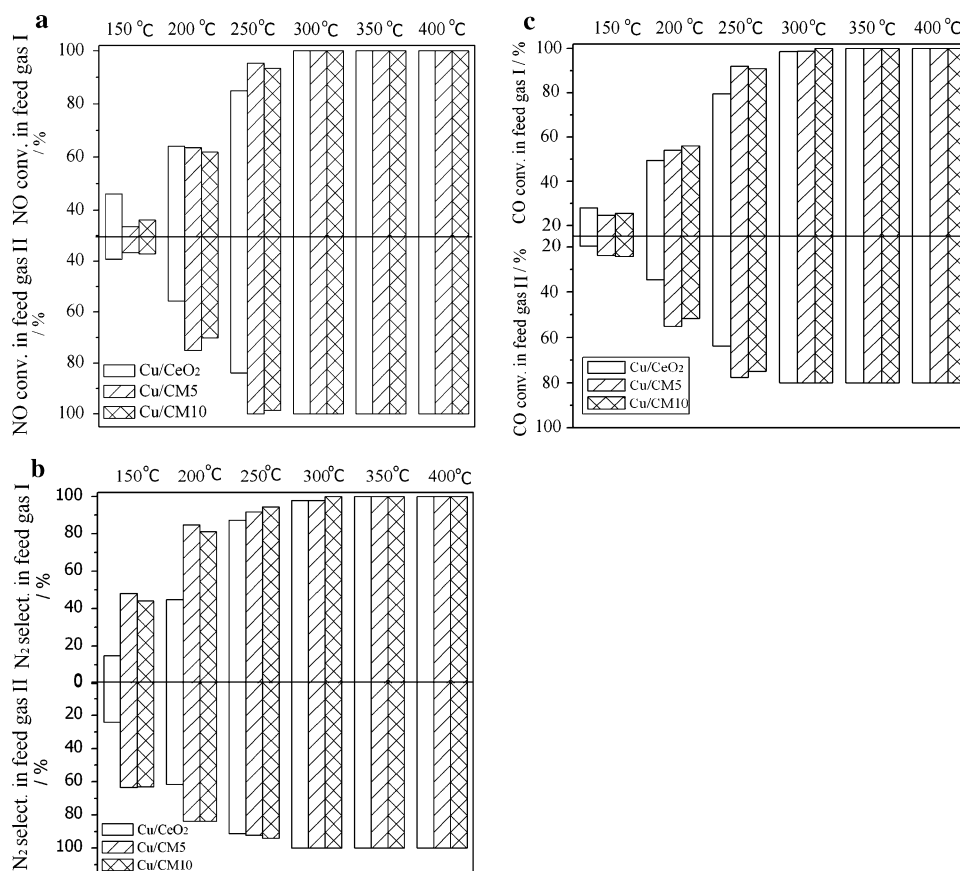 a
150℃ 200℃ 250℃ 300℃ 350℃ 400℃
NO conv. in feed gas I
/ %
100
80
60
40
NO conv. in feed gas II
/ %
40
60
80
100
Cu/CeO2
Cu/CM5
Cu/CM10
c
150℃ 200℃ 250℃ 300℃ 350℃ 400℃
CO conv. in feed gas I / %
100
80
60
40
20
CO conv. in feed gas II / %
20
40
60
80
100
Cu/CeO2
Cu/CM5
Cu/CM10
b
150℃ 200℃ 250℃ 300℃ 350℃ 400℃
N2 select. in feed gas I
/ %
100
80
60
40
20
0
N2 select. in feed gas II
/ %
20
40
60
80
100
Cu/CeO2
Cu/CM5
Cu/CM10